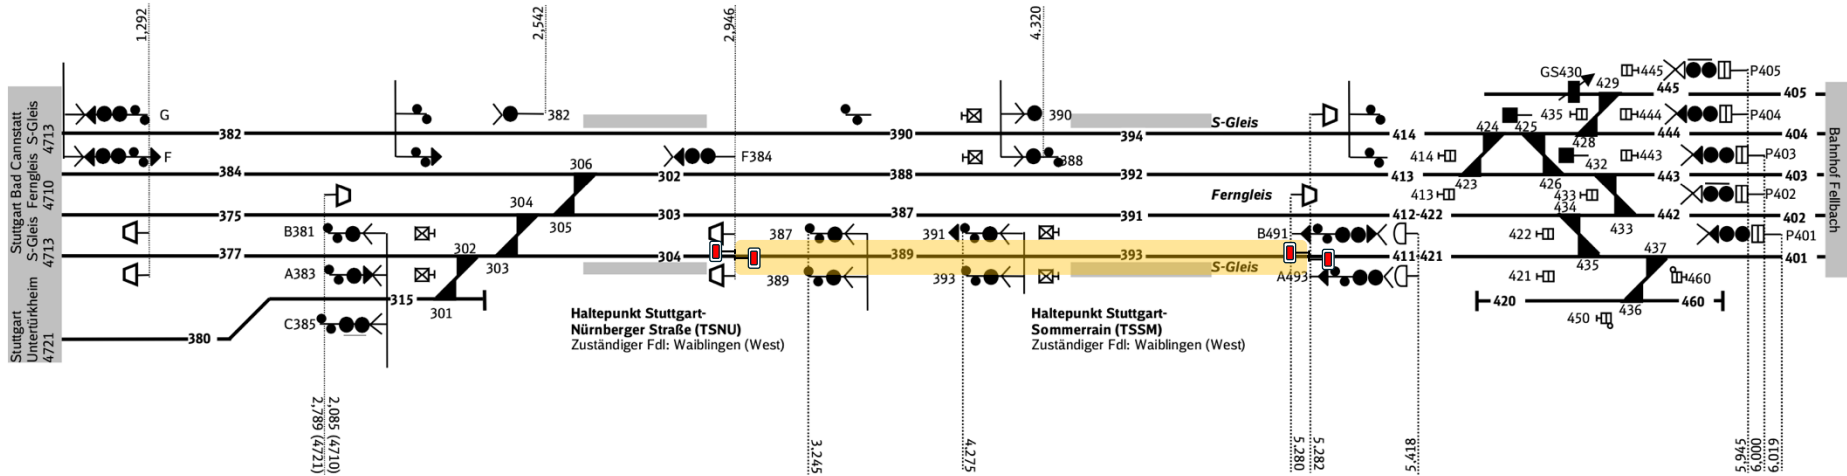 1,292
2,542
2,946
4.320
Stuttgart Bad Cannstatt
S-Gleis
4713
Ferngleis
4710
S-Gleis
4713
Stuttgart
Untertürkheim
4721
Bahnhof Fellbach
GS430
429
445
P405
445
405
G
382
390
435
444
P404
382
390
394
S-Gleis
414
424
425
444
404
F
F384
388
414
428
443
P403
432
384
306
302
388
392
413
423
426
443
403
304
Ferngleis
413
433
P402
434
375
305
303
387
391
412-422
442
402
433
B381
387
391
B491
422
P401
302
437
377
303
304
389
393
411-421
435
401
A383
389
393
S-Gleis
A493
421
460
315
301
420
436
460
C385
450
380
Haltepunkt Stuttgart-
Nürnberger Straße (TSNU)
Zuständiger Fdl: Waiblingen (West)
Haltepunkt Stuttgart-
Sommerrain (TSSM)
Zuständiger Fdl: Waiblingen (West)
2,789 (4721)
2,085 (4710)
3,245
4,275
5,280
5,282
5,418
5,945
6,000
6,019